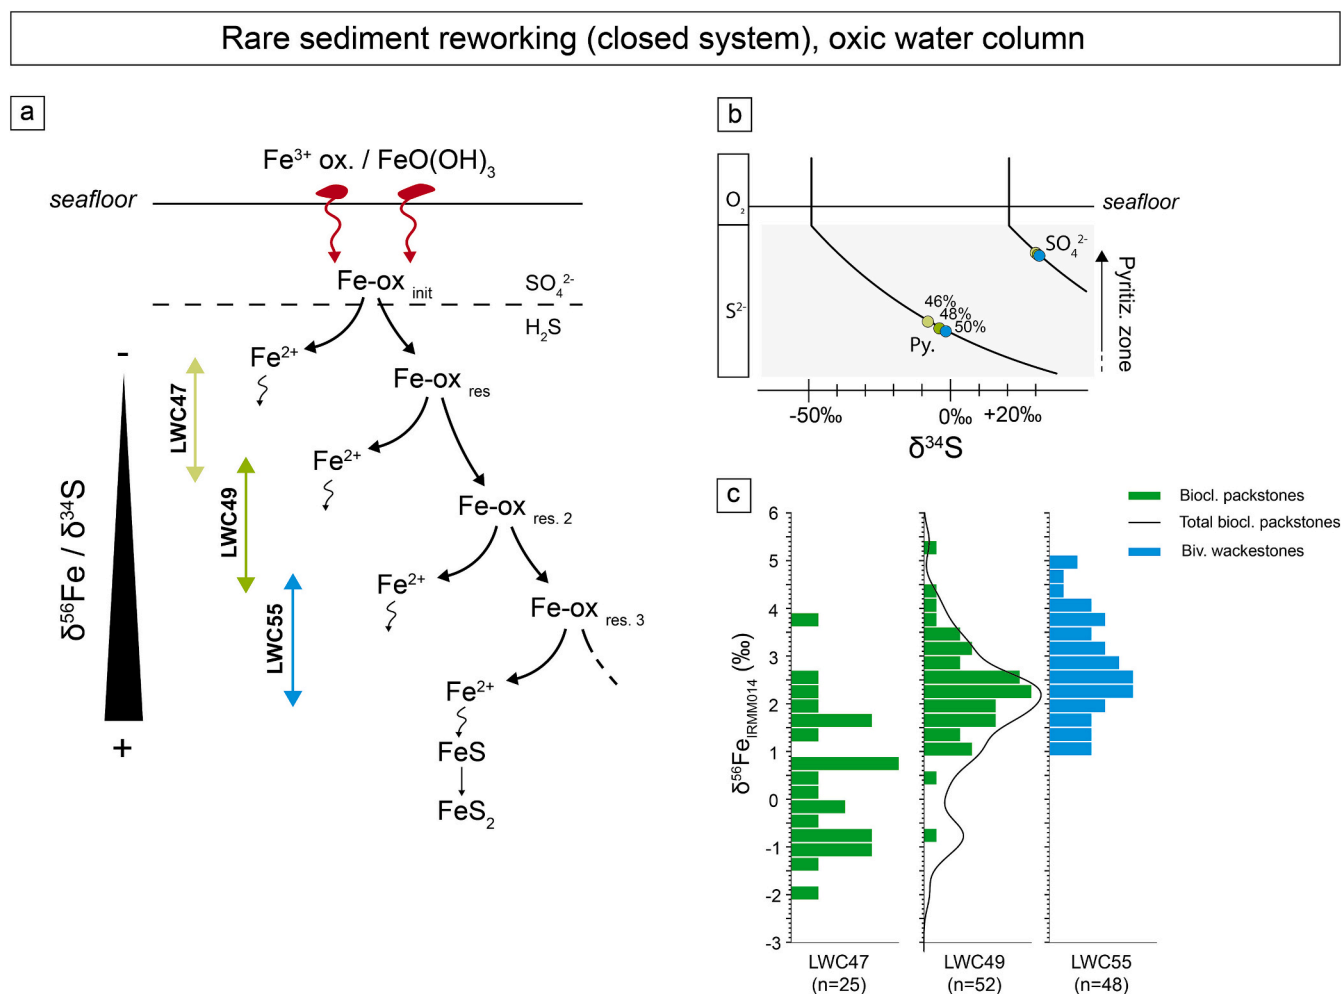 Rare sediment reworking (closed system), oxic water column
a
Fe³⁺ ox. / FeO(OH)₃
seafloor
Fe-ox init
SO₄²⁻
H₂S
-
Fe²⁺
Fe-ox res
LWC47
Fe²⁺
LWC49
Fe-ox res. 2
δ⁵⁶Fe / δ³⁴S
Fe²⁺
LWC55
Fe-ox res. 3
Fe²⁺
+
FeS
FeS₂
b
O₂
seafloor
SO₄²⁻
S²⁻
46%
48%
50%
Py.
Pyritiz. zone
-50‰ 0‰ +20‰
δ³⁴S
c
Biocl. packstones
Total biocl. packstones
Biv. wackestones
δ⁵⁶Fe IRMM014 (‰)
6
5
4
3
2
1
0
-1
-2
-3
LWC47 LWC49 LWC55
(n=25) (n=52) (n=48)